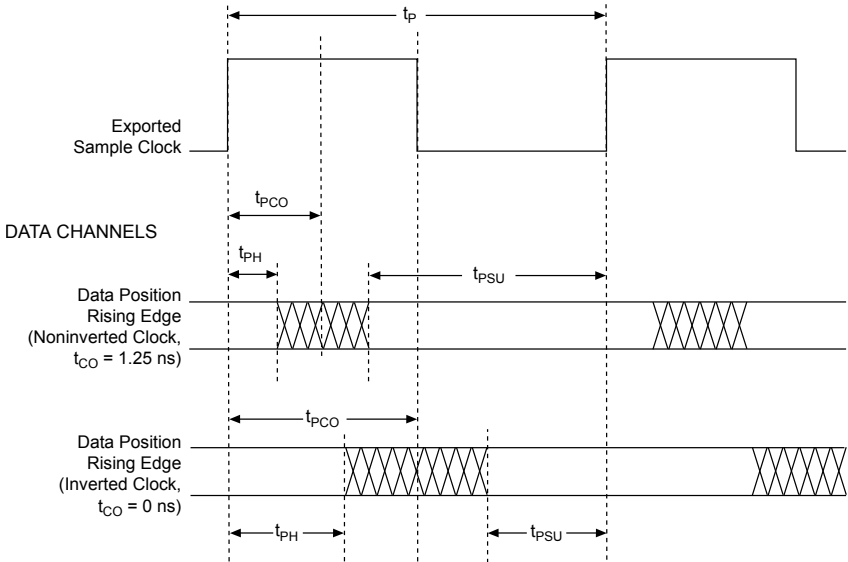 tP
Exported
Sample Clock
tPCO
DATA CHANNELS
tPH
tPSU
Data Position
Rising Edge
(Noninverted Clock,
tCO = 1.25 ns)
tPCO
Data Position
Rising Edge
(Inverted Clock,
tCO = 0 ns)
tPH
tPSU